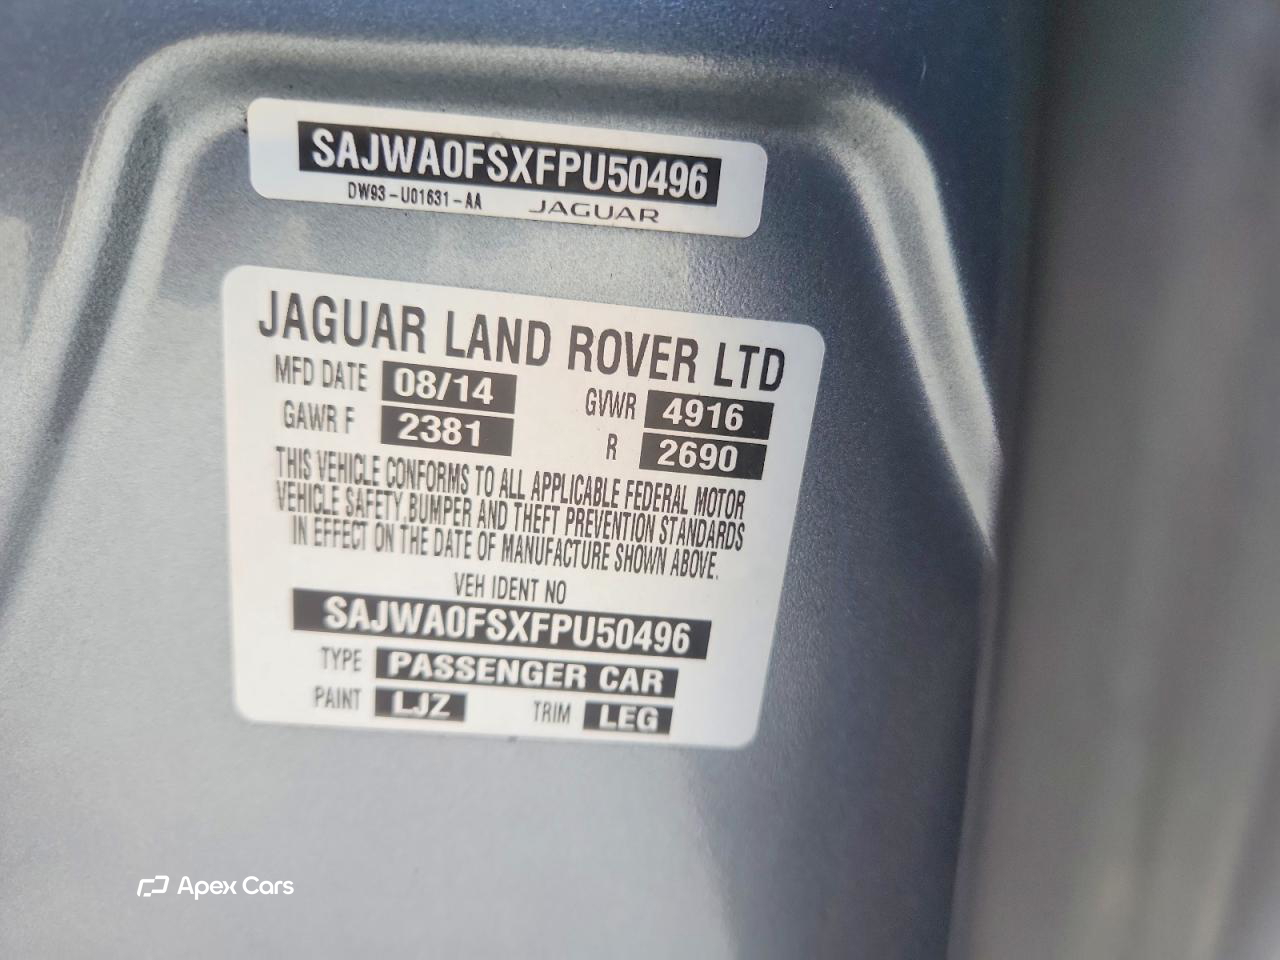 SAJWA0FSXFPU50496
DW93-U01631-AA JAGUAR
JAGUAR LAND ROVER LTD
MFD DATE 08/14 GVWR 4916
GAWR F 2381 R 2690
THIS VEHICLE CONFORMS TO ALL APPLICABLE FEDERAL MOTOR
VEHICLE SAFETY,BUMPER AND THEFT PREVENTION STANDARDS
IN EFFECT ON THE DATE OF MANUFACTURE SHOWN ABOVE.
VEH IDENT NO
SAJWA0FSXFPU50496
TYPE PASSENGER CAR
PAINT LJZ TRIM LEG
Apex Cars